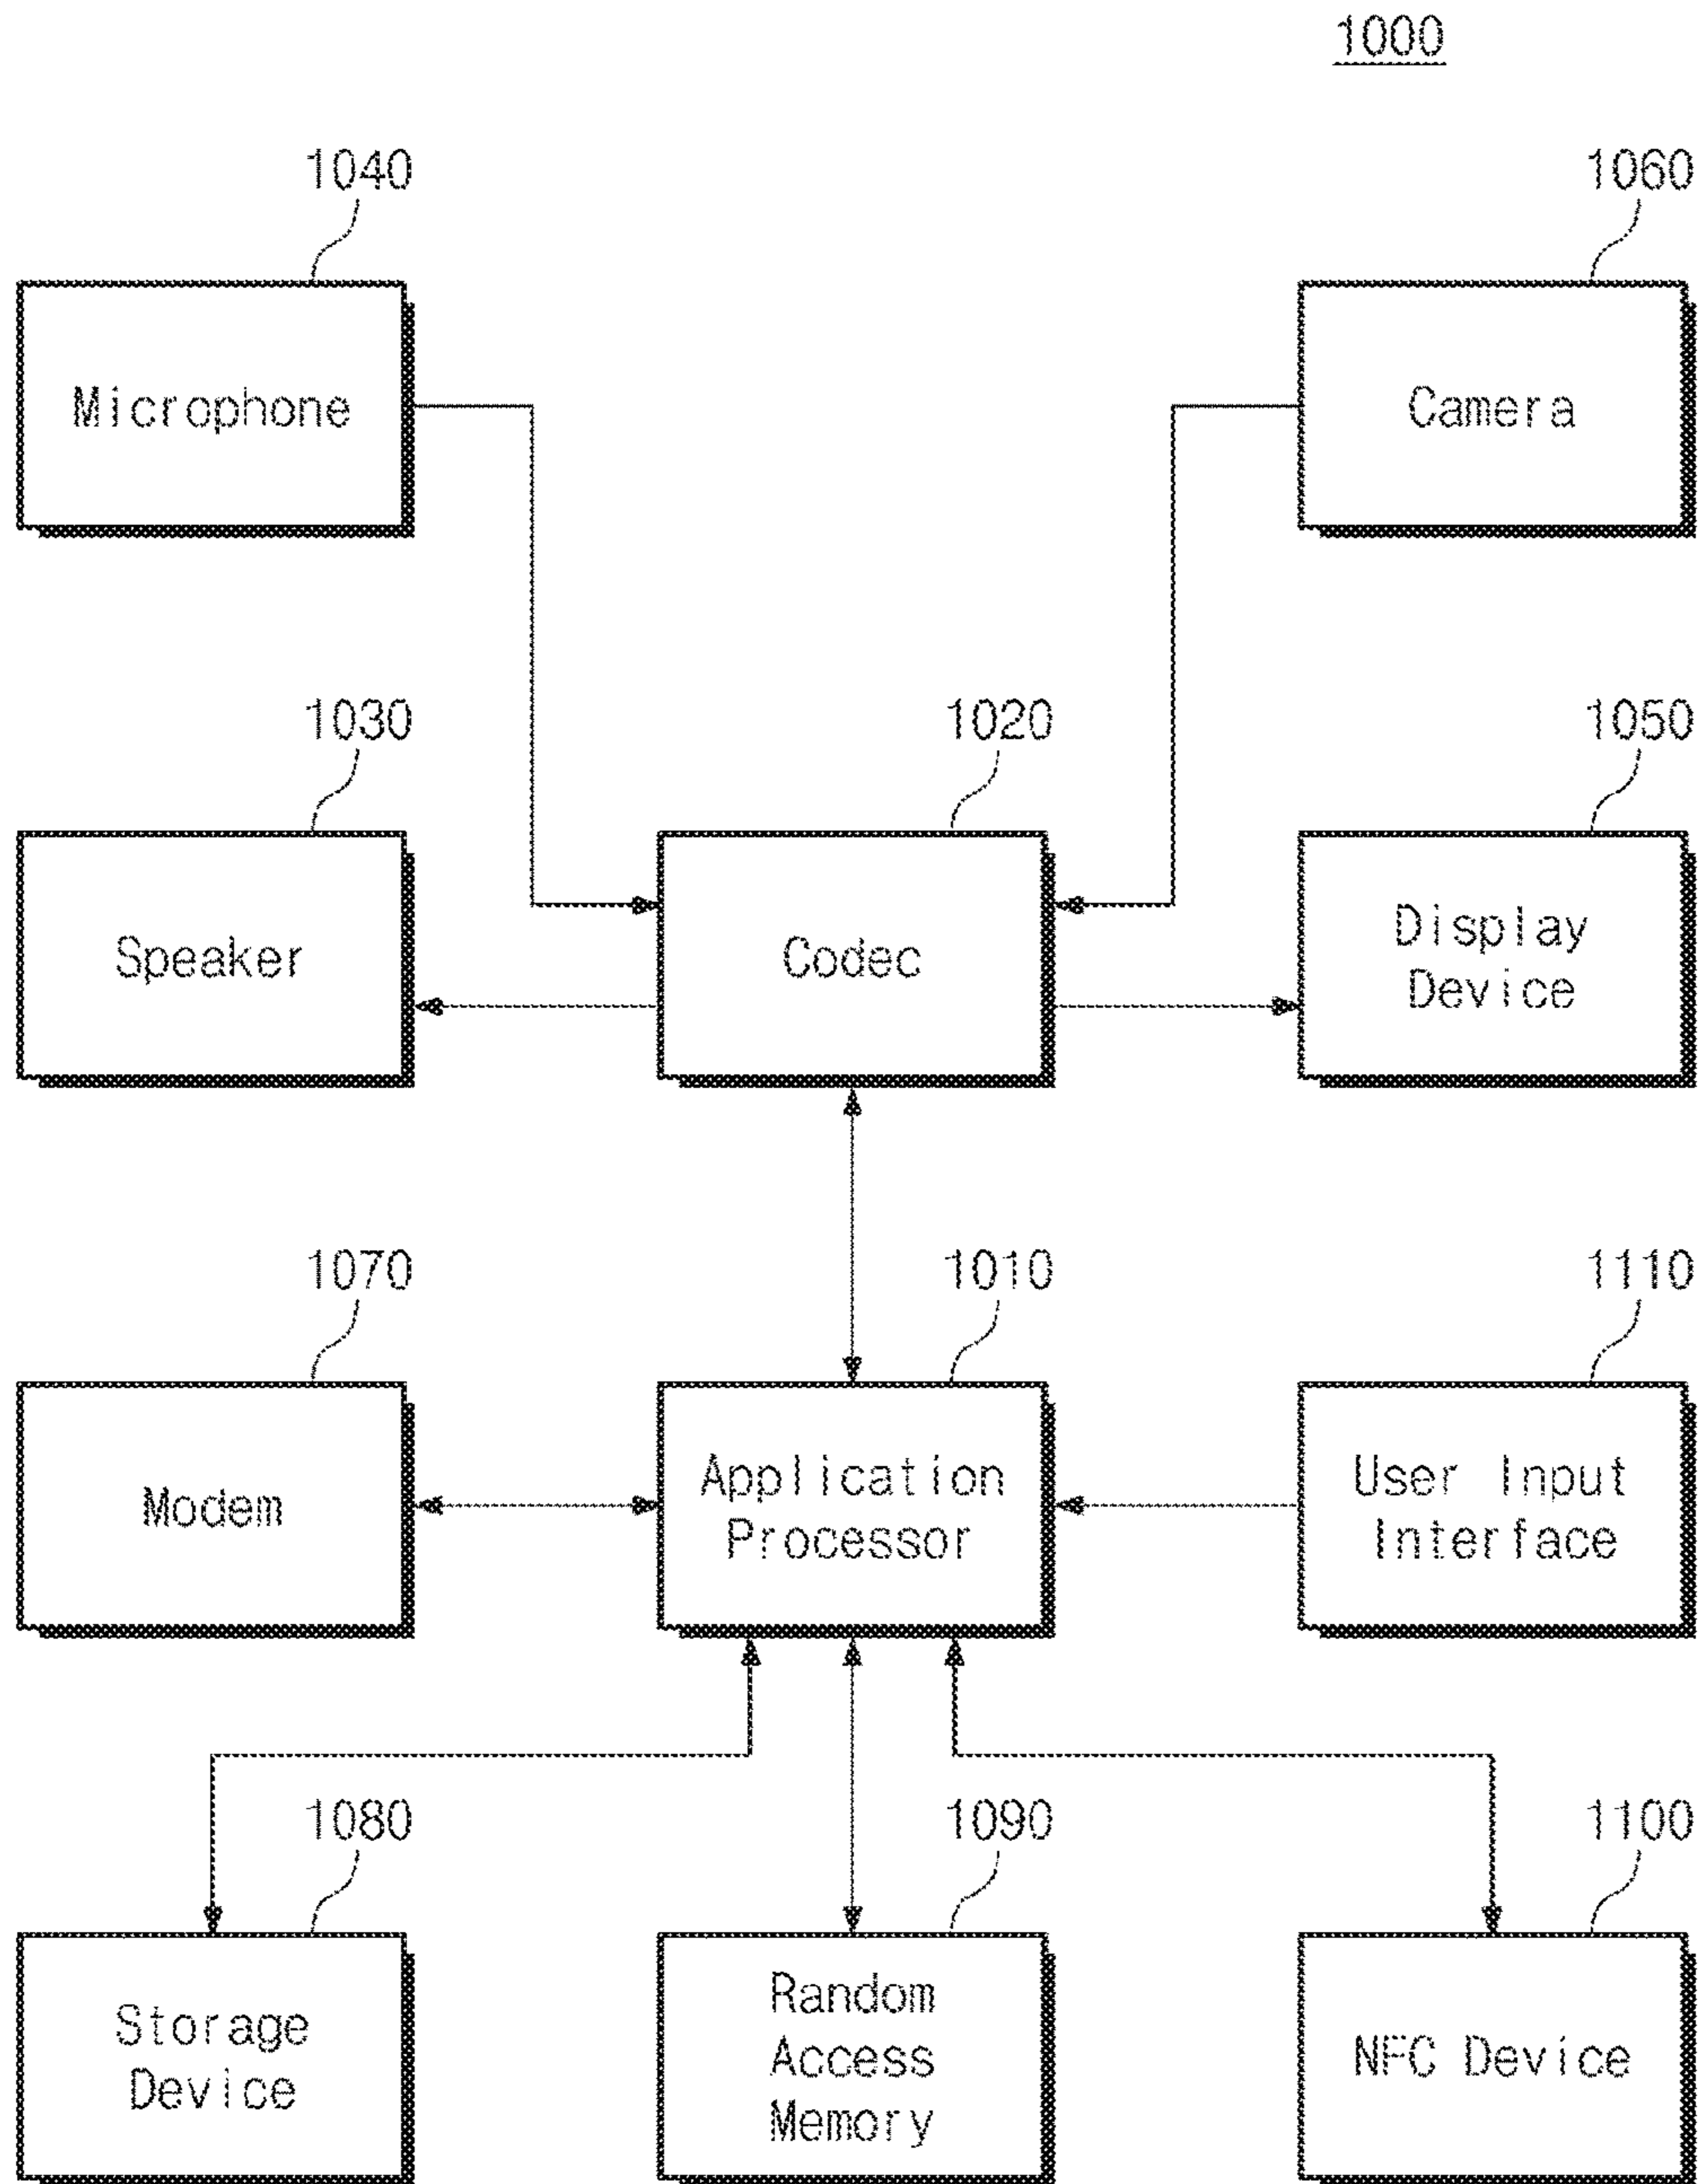 1000
1040
1060
Microphone
Camera
1030
1020
1050
Speaker
Codec
Display
Device
1070
1010
1110
Modem
Application
Processor
User Input
Interface
1080
1090
1100
Storage
Device
Random
Access
Memory
NFC Device